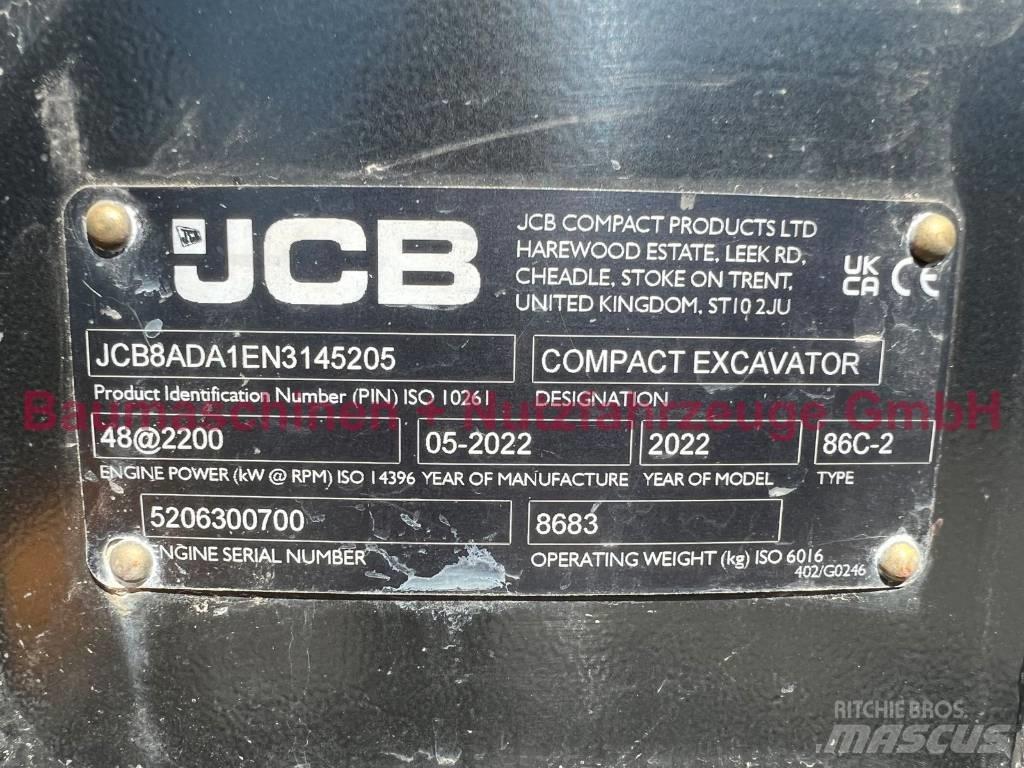 JCB
JCB COMPACT PRODUCTS LTD
HAREWOOD ESTATE, LEEK RD,
CHEADLE, STOKE ON TRENT,
UNITED KINGDOM, ST10 2JU
UK
CA
CE
JCB8ADA1EN3145205
COMPACT EXCAVATOR
Product Identification Number (PIN) ISO 10261
DESIGNATION
Baumaschinen + Nutzfahrzeuge GmbH
48@2200
05-2022
2022
86C-2
ENGINE POWER (kW @ RPM) ISO 14396
YEAR OF MANUFACTURE
YEAR OF MODEL
TYPE
5206300700
8683
ENGINE SERIAL NUMBER
OPERATING WEIGHT (kg) ISO 6016
402/G0246
RITCHIE BROS.
MASCUS